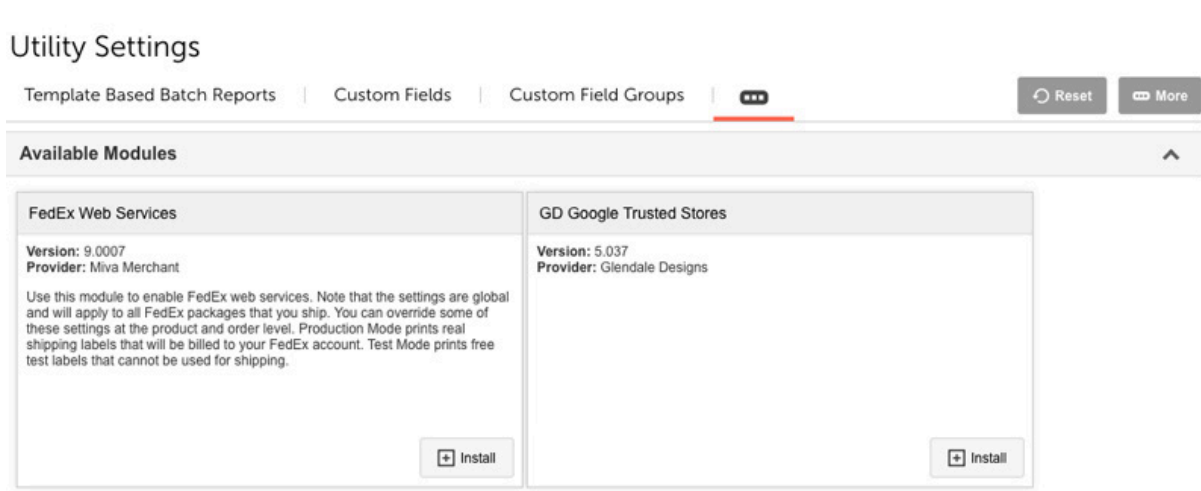 Utility Settings
Template Based Batch Reports Custom Fields Custom Field Groups Reset More
Available Modules
FedEx Web Services
Version: 9.0007
Provider: Miva Merchant
Use this module to enable FedEx web services. Note that the settings are global
and will apply to all FedEx packages that you ship. You can override some of
these settings at the product and order level. Production Mode prints real
shipping labels that will be billed to your FedEx account. Test Mode prints free
test labels that cannot be used for shipping.
Install
GD Google Trusted Stores
Version: 5.037
Provider: Glendale Designs
Install